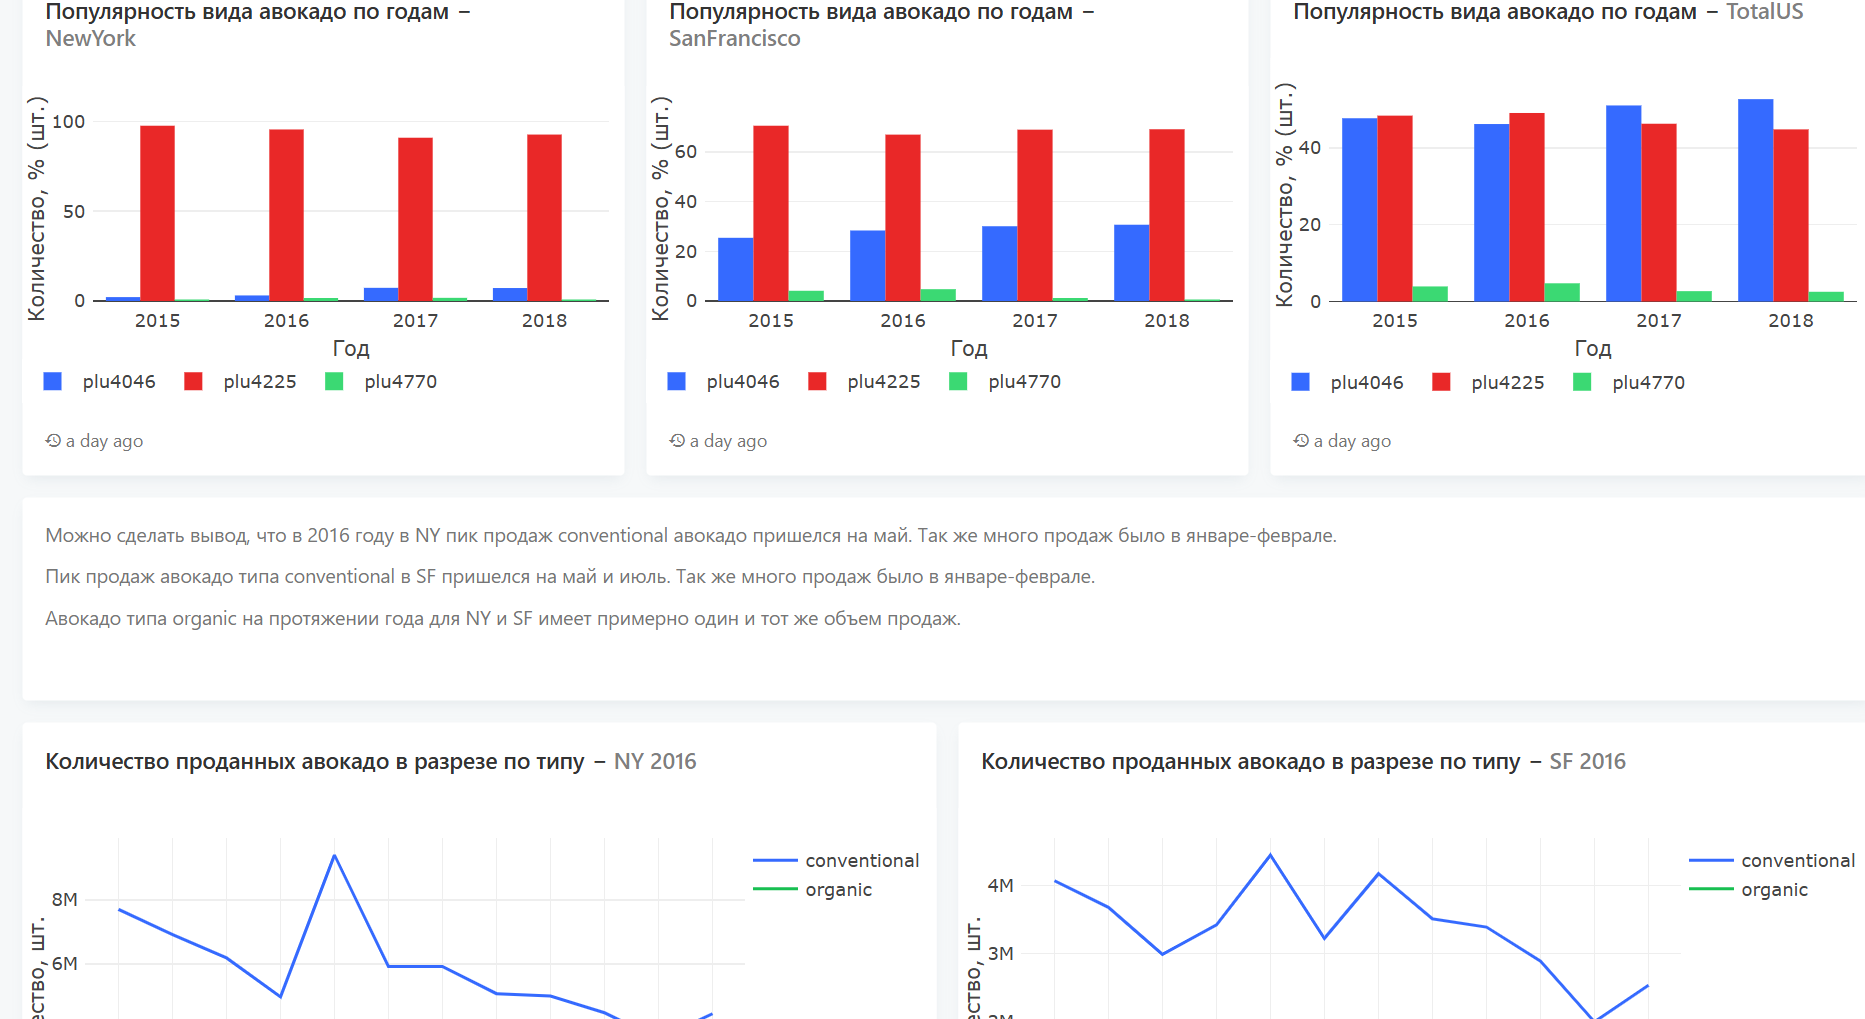 Популярность вида авокадо по годам –
NewYork
Количество, % (шт.)
100
50
0
2015 2016 2017 2018
Год
plu4046 plu4225 plu4770
a day ago
Популярность вида авокадо по годам –
SanFrancisco
Количество, % (шт.)
60
40
20
0
2015 2016 2017 2018
Год
plu4046 plu4225 plu4770
a day ago
Популярность вида авокадо по годам – TotalUS
Количество, % (шт.)
40
20
0
2015 2016 2017 2018
Год
plu4046 plu4225 plu4770
a day ago
Можно сделать вывод, что в 2016 году в NY пик продаж conventional авокадо пришелся на май. Так же много продаж было в январе-феврале.
Пик продаж авокадо типа conventional в SF пришелся на май и июль. Так же много продаж было в январе-феврале.
Авокадо типа organic на протяжении года для NY и SF имеет примерно один и тот же объем продаж.
Количество проданных авокадо в разрезе по типу – NY 2016
ество, шт.
8M
6M
conventional
organic
Количество проданных авокадо в разрезе по типу – SF 2016
ество, шт.
4M
3M
conventional
organic